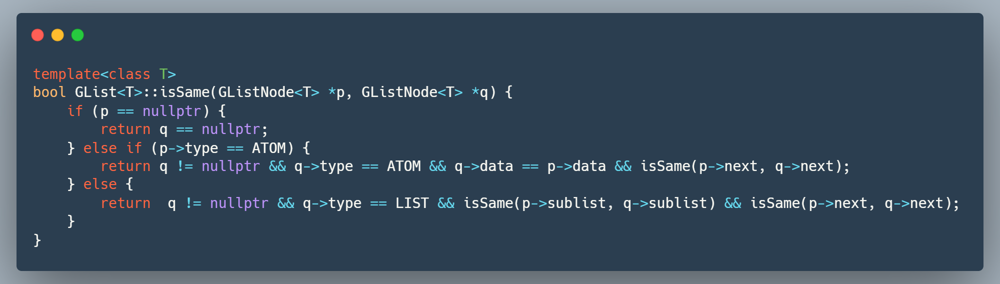 template<class T>
bool GList<T>::isSame(GListNode<T> *p, GListNode<T> *q) {
    if (p == nullptr) {
        return q == nullptr;
    } else if (p->type == ATOM) {
        return q != nullptr && q->type == ATOM && q->data == p->data && isSame(p->next, q->next);
    } else {
        return  q != nullptr && q->type == LIST && isSame(p->sublist, q->sublist) && isSame(p->next, q->next);
    }
}